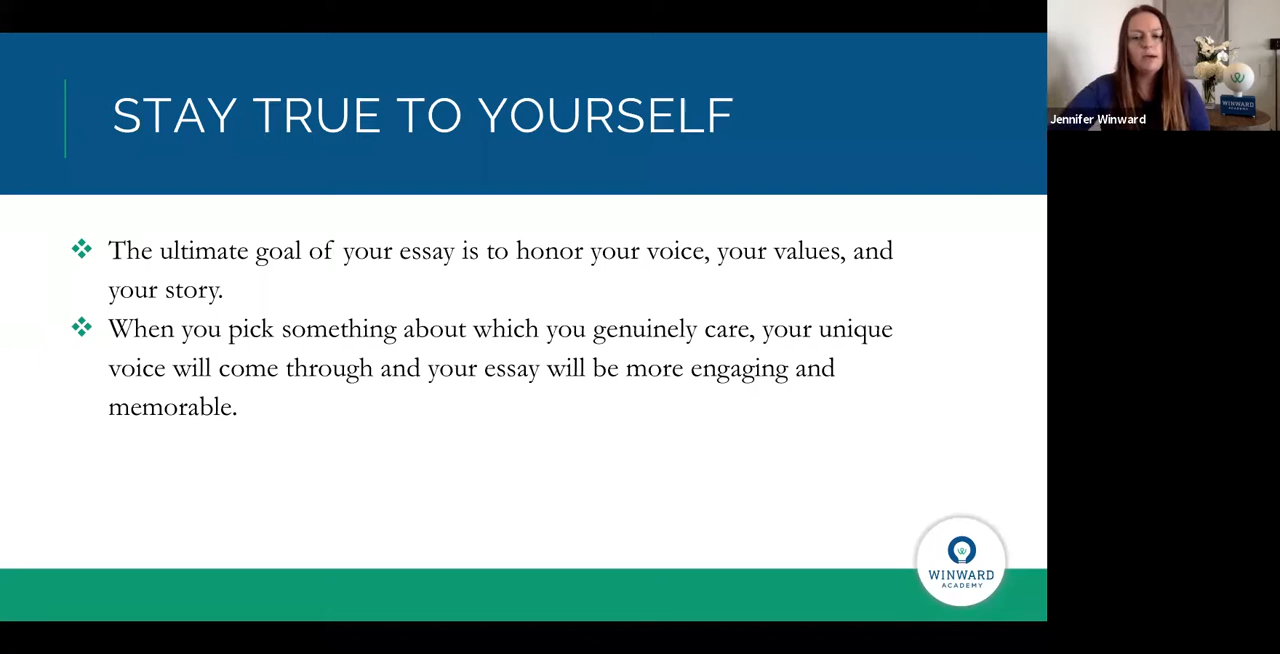 STAY TRUE TO YOURSELF
The ultimate goal of your essay is to honor your voice, your values, and
your story.
When you pick something about which you genuinely care, your unique
voice will come through and your essay will be more engaging and
memorable.
WINWARD
ACADEMY
Jennifer Winward
WINWARD
ACADEMY